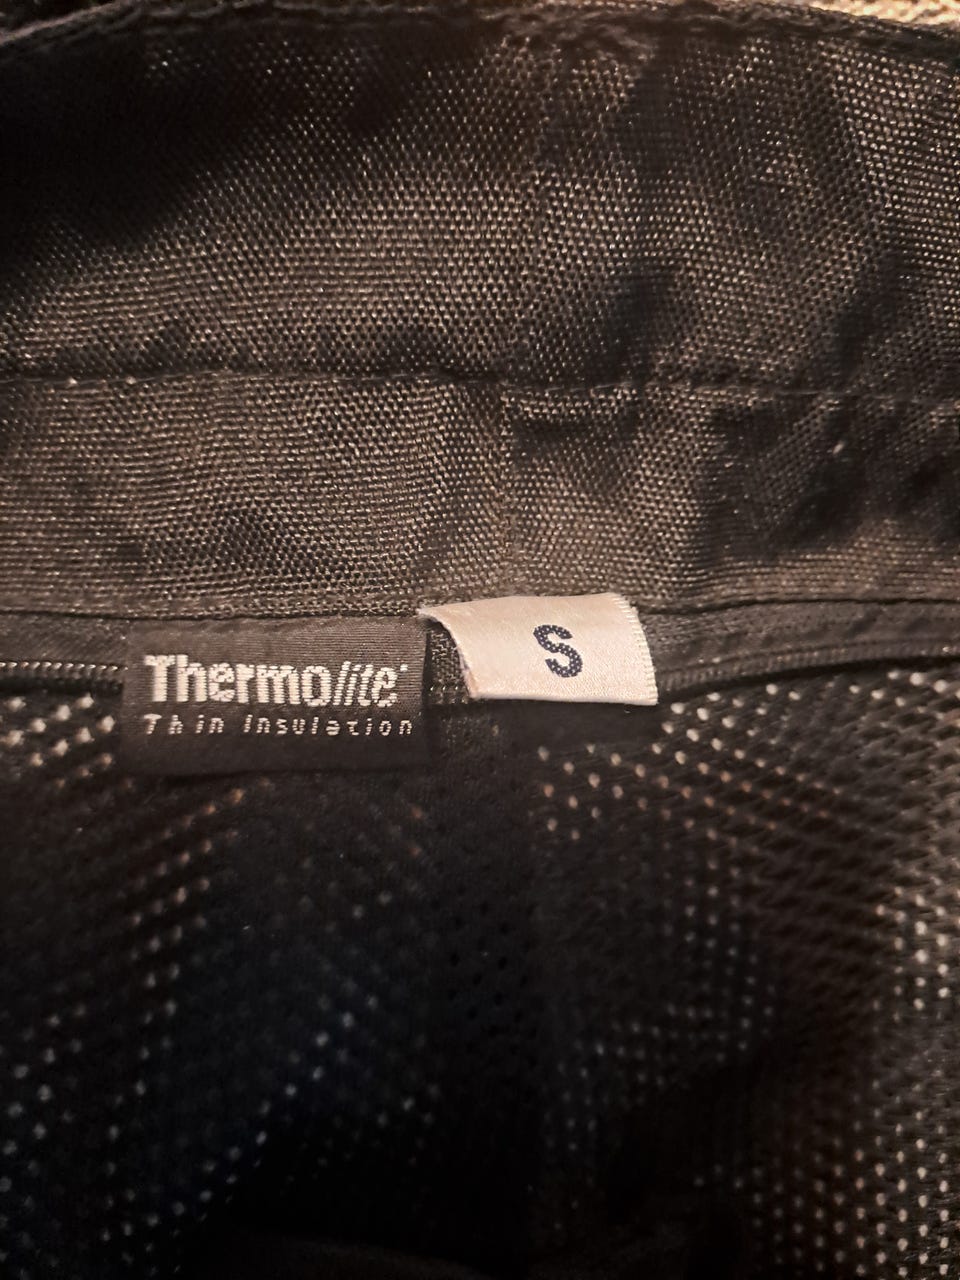 Thermolite®
Thin Insulation
S